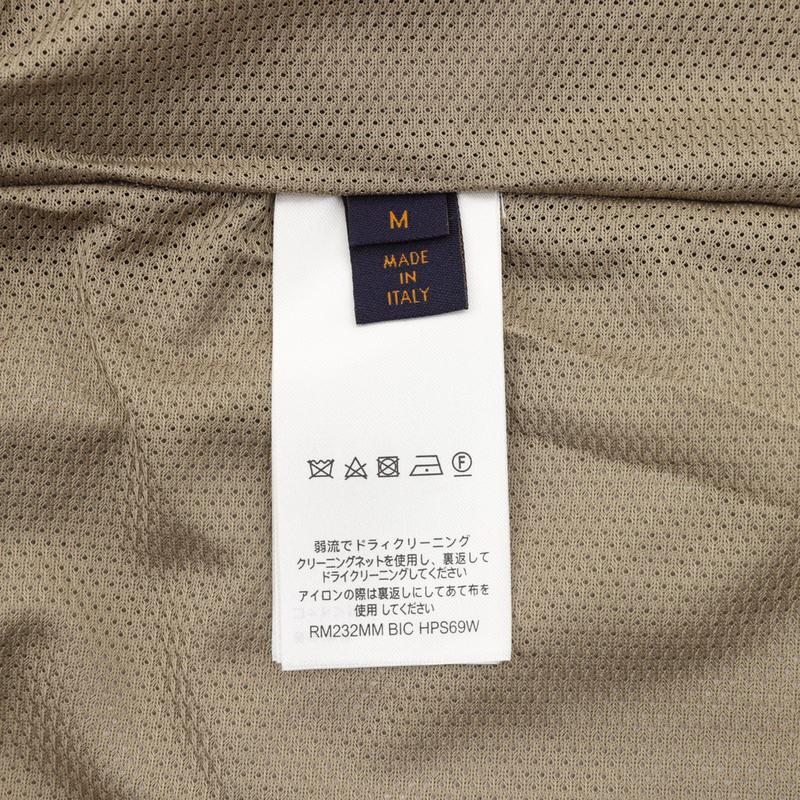 M
MADE
IN
ITALY
F
弱流でドライクリーニング
クリーニングネットを使用し、裏返して
ドライクリーニングしてください
アイロンの際は裏返しにしてあて布を
使用 してください
RM232MM BIC HPS69W